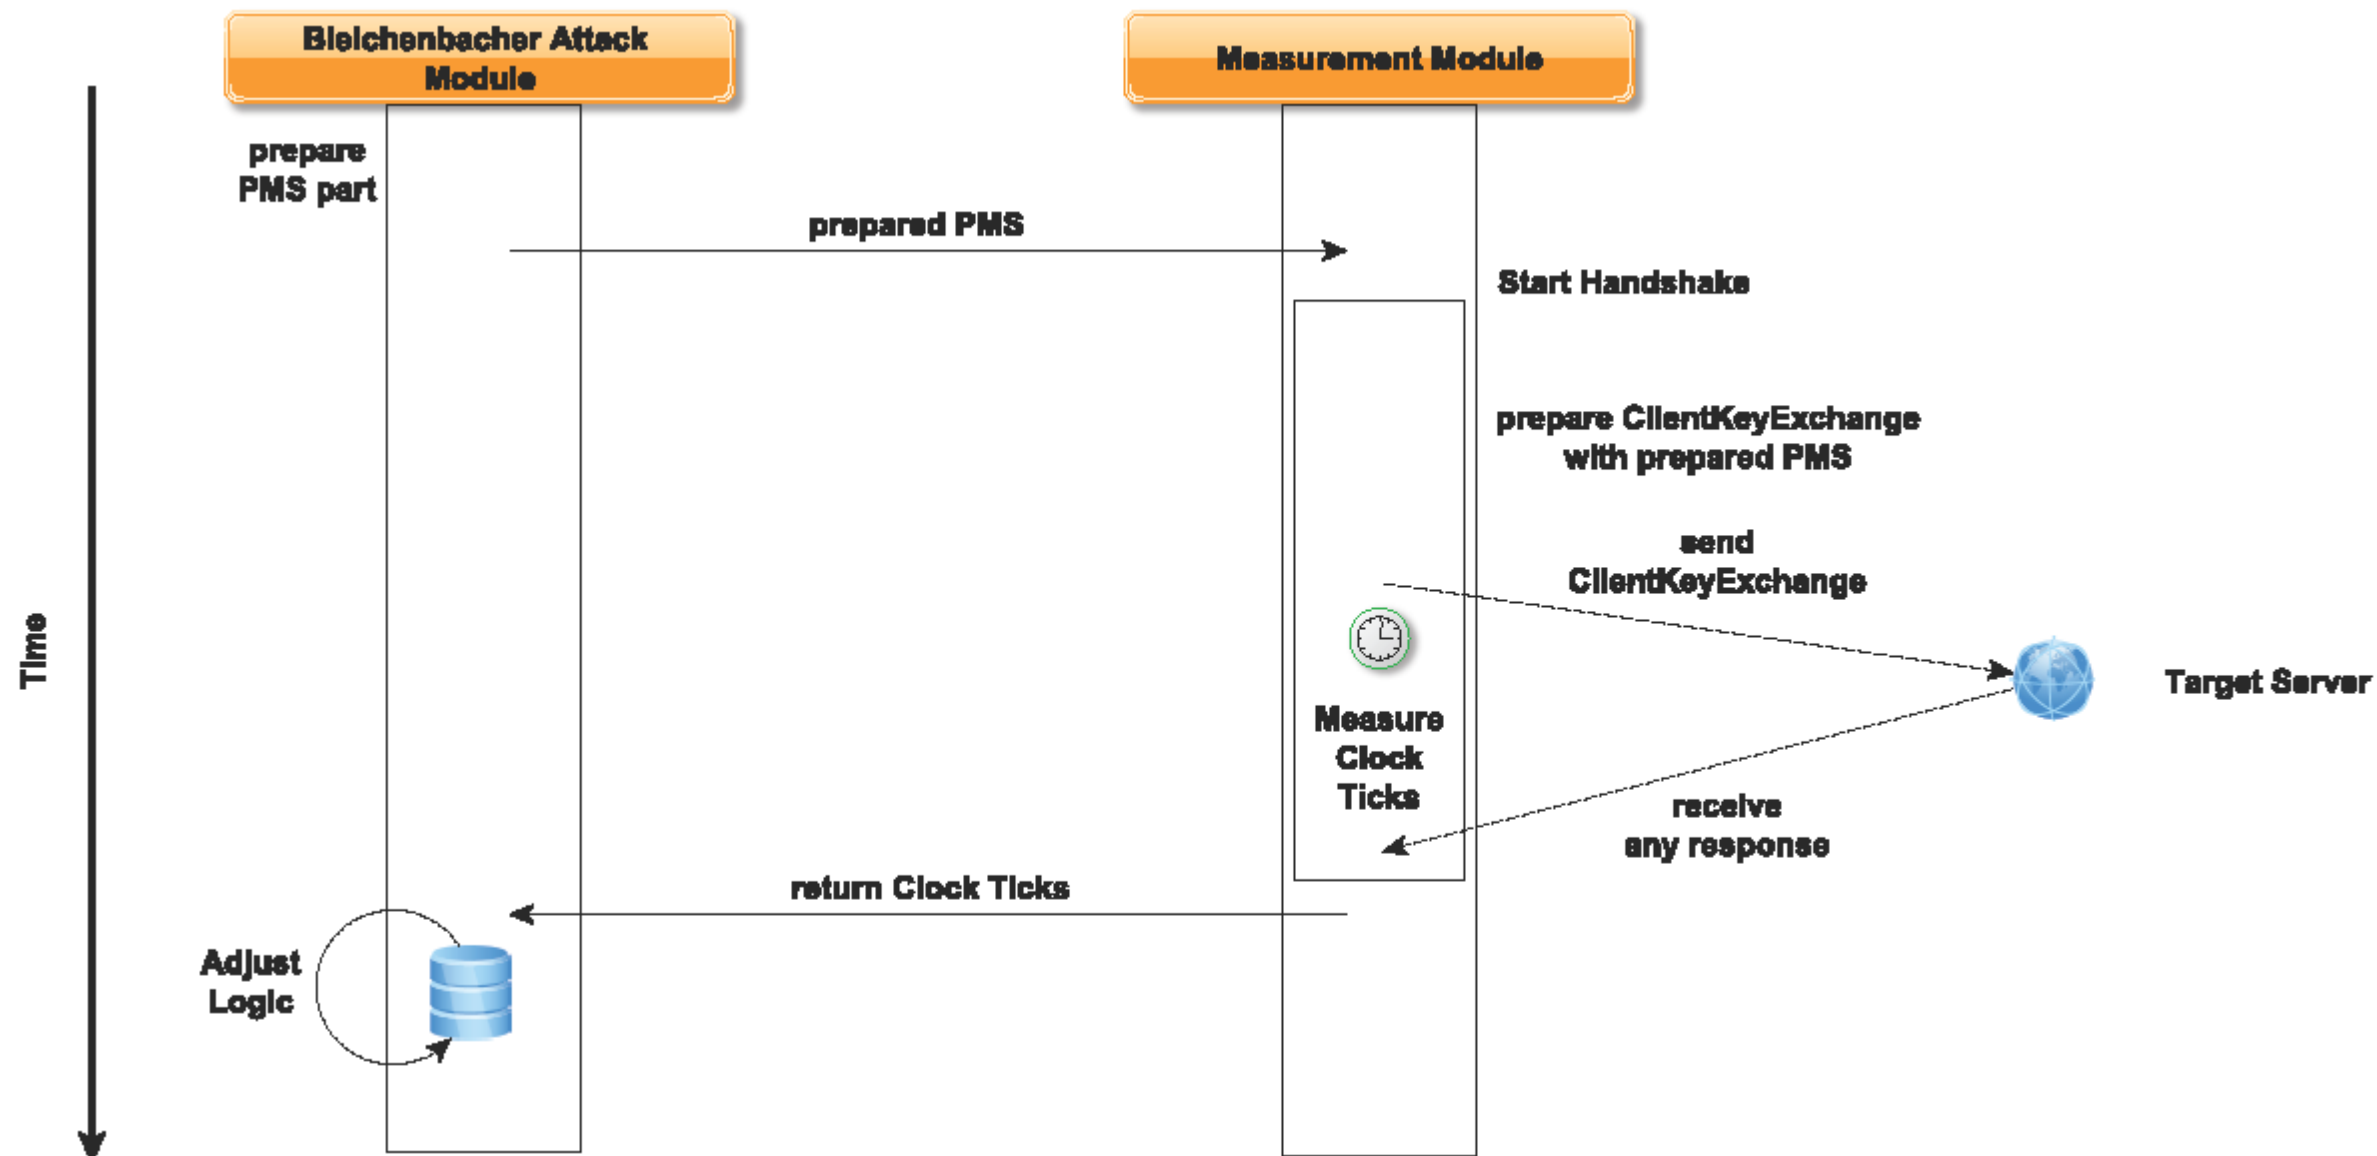 Bleichenbacher Attack
Module
Measurement Module
prepare
PMS part
prepared PMS
Start Handshake
prepare ClientKeyExchange
with prepared PMS
send
ClientKeyExchange
Time
Target Server
Measure
Clock
Ticks
receive
any response
return Clock Ticks
Adjust
Logic